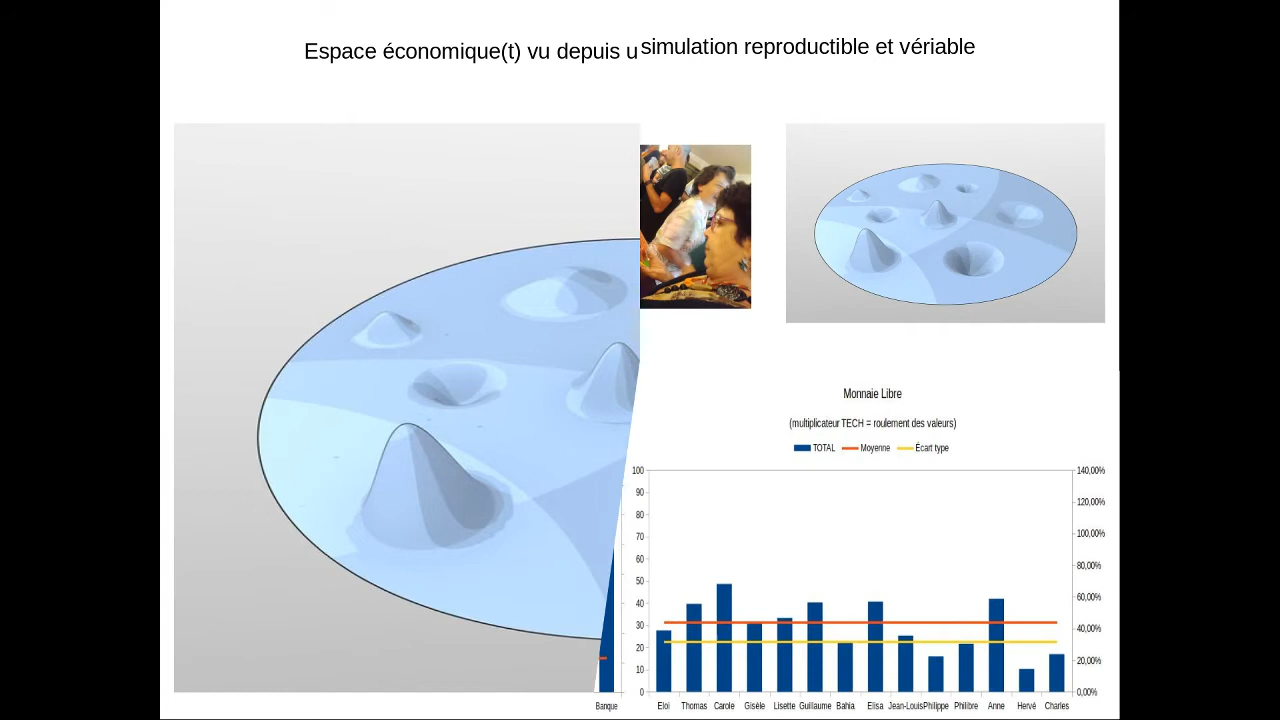 Espace économique(t) vu depuis u
simulation reproductible et vériable
Monnaie Libre
(multiplicateur TECH = roulement des valeurs)
TOTAL Moyenne Écart type
100 140,00%
90
80 120,00%
70 100,00%
60 80,00%
50
40 60,00%
30 40,00%
20 20,00%
10
0 0,00%
Banque Eloi Thomas Carole Gisèle Lisette Guillaume Bahia Elisa Jean-Louis Philippe Philibre Anne Hervé Charles